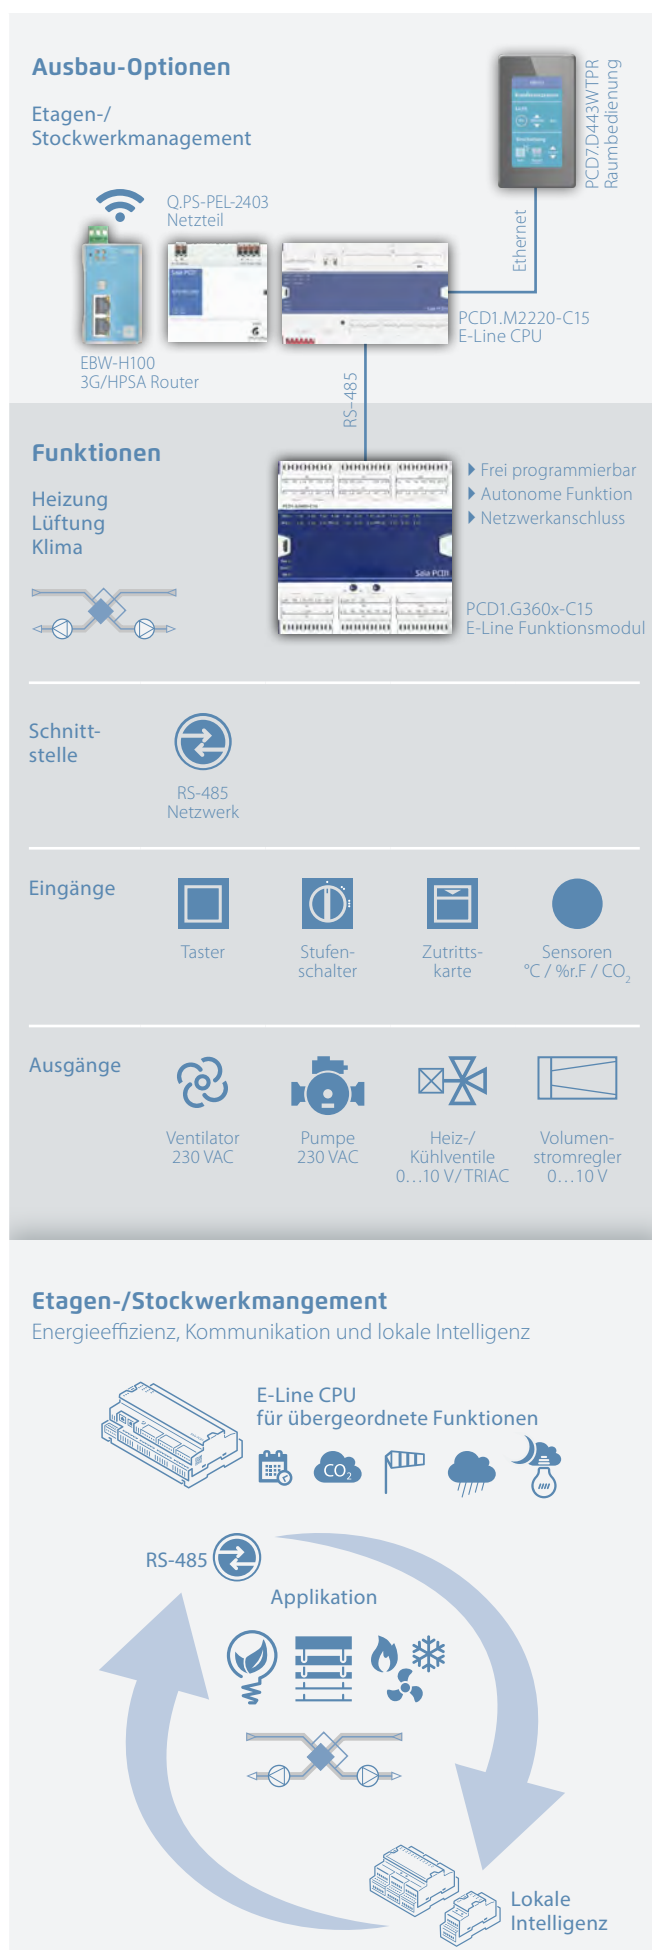 Ausbau-Optionen
Etagen-/
Stockwerkmanagement
PCD7.D443WTPR
Raumbedienung
Q.PS-PEL-2403
Netzteil
Ethernet
PCD1.M2220-C15
E-Line CPU
EBW-H100
3G/HPSA Router
RS-485
Funktionen
Heizung
Lüftung
Klima
Frei programmierbar
Autonome Funktion
Netzwerkanschluss
Saia PCD
PCD1.G360x-C15
E-Line Funktionsmodul
Schnitt-
stelle
RS-485
Netzwerk
Eingänge
Taster
Stufen-
schalter
Zutritts-
karte
Sensoren
°C / %r.F / CO₂
Ausgänge
Ventilator
230 VAC
Pumpe
230 VAC
Heiz-/
Kühlventile
0…10 V/ TRIAC
Volumen-
stromregler
0…10 V
Etagen-/Stockwerkmangement
Energieeffizienz, Kommunikation und lokale Intelligenz
E-Line CPU
für übergeordnete Funktionen
CO₂
RS-485
Applikation
Lokale
Intelligenz